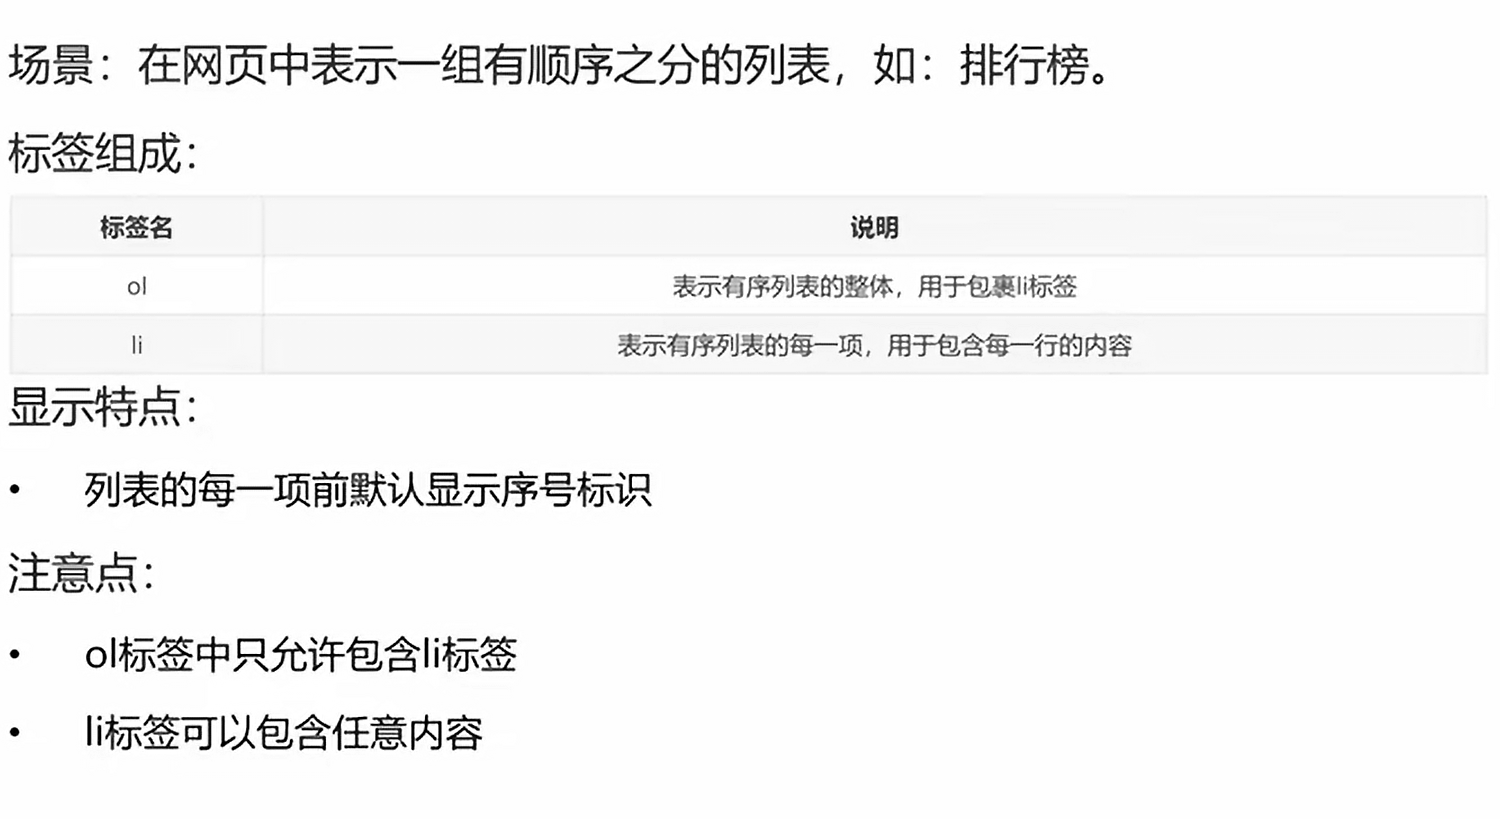 场景：在网页中表示一组有顺序之分的列表，如：排行榜。
标签组成：
标签名 说明
ol 表示有序列表的整体，用于包裹li标签
li 表示有序列表的每一项，用于包含每一行的内容
显示特点：
• 列表的每一项前默认显示序号标识
注意点：
• ol标签中只允许包含li标签
• li标签可以包含任意内容